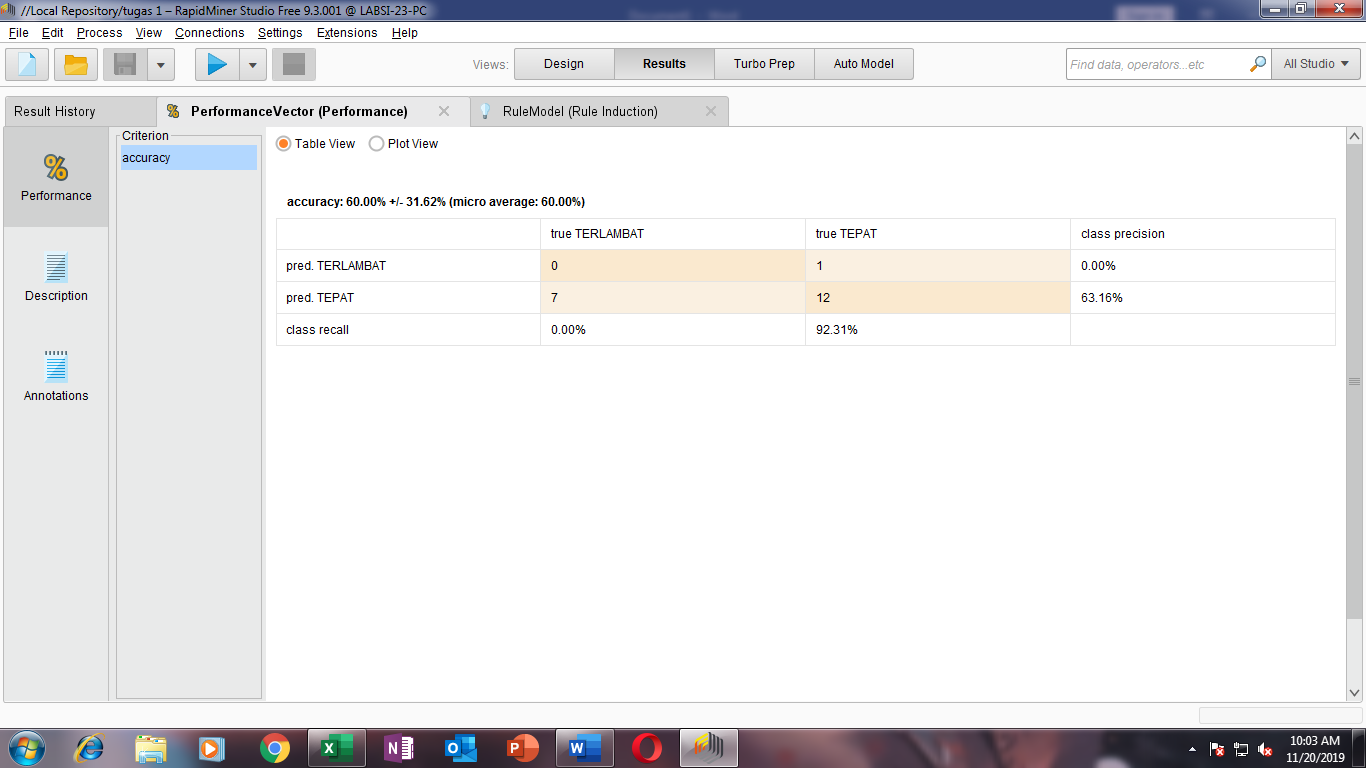 //Local Repository/tugas 1 – RapidMiner Studio Free 9.3.001 @ LABSI-23-PC
File Edit Process View Connections Settings Extensions Help
Views: Design Results Turbo Prep Auto Model Find data, operators...etc All Studio
Result History PerformanceVector (Performance) RuleModel (Rule Induction)
Criterion
accuracy
Table View Plot View
%
Performance
Description
Annotations
accuracy: 60.00% +/- 31.62% (micro average: 60.00%)
true TERLAMBAT true TEPAT class precision
pred. TERLAMBAT 0 1 0.00%
pred. TEPAT 7 12 63.16%
class recall 0.00% 92.31%
10:03 AM
11/20/2019